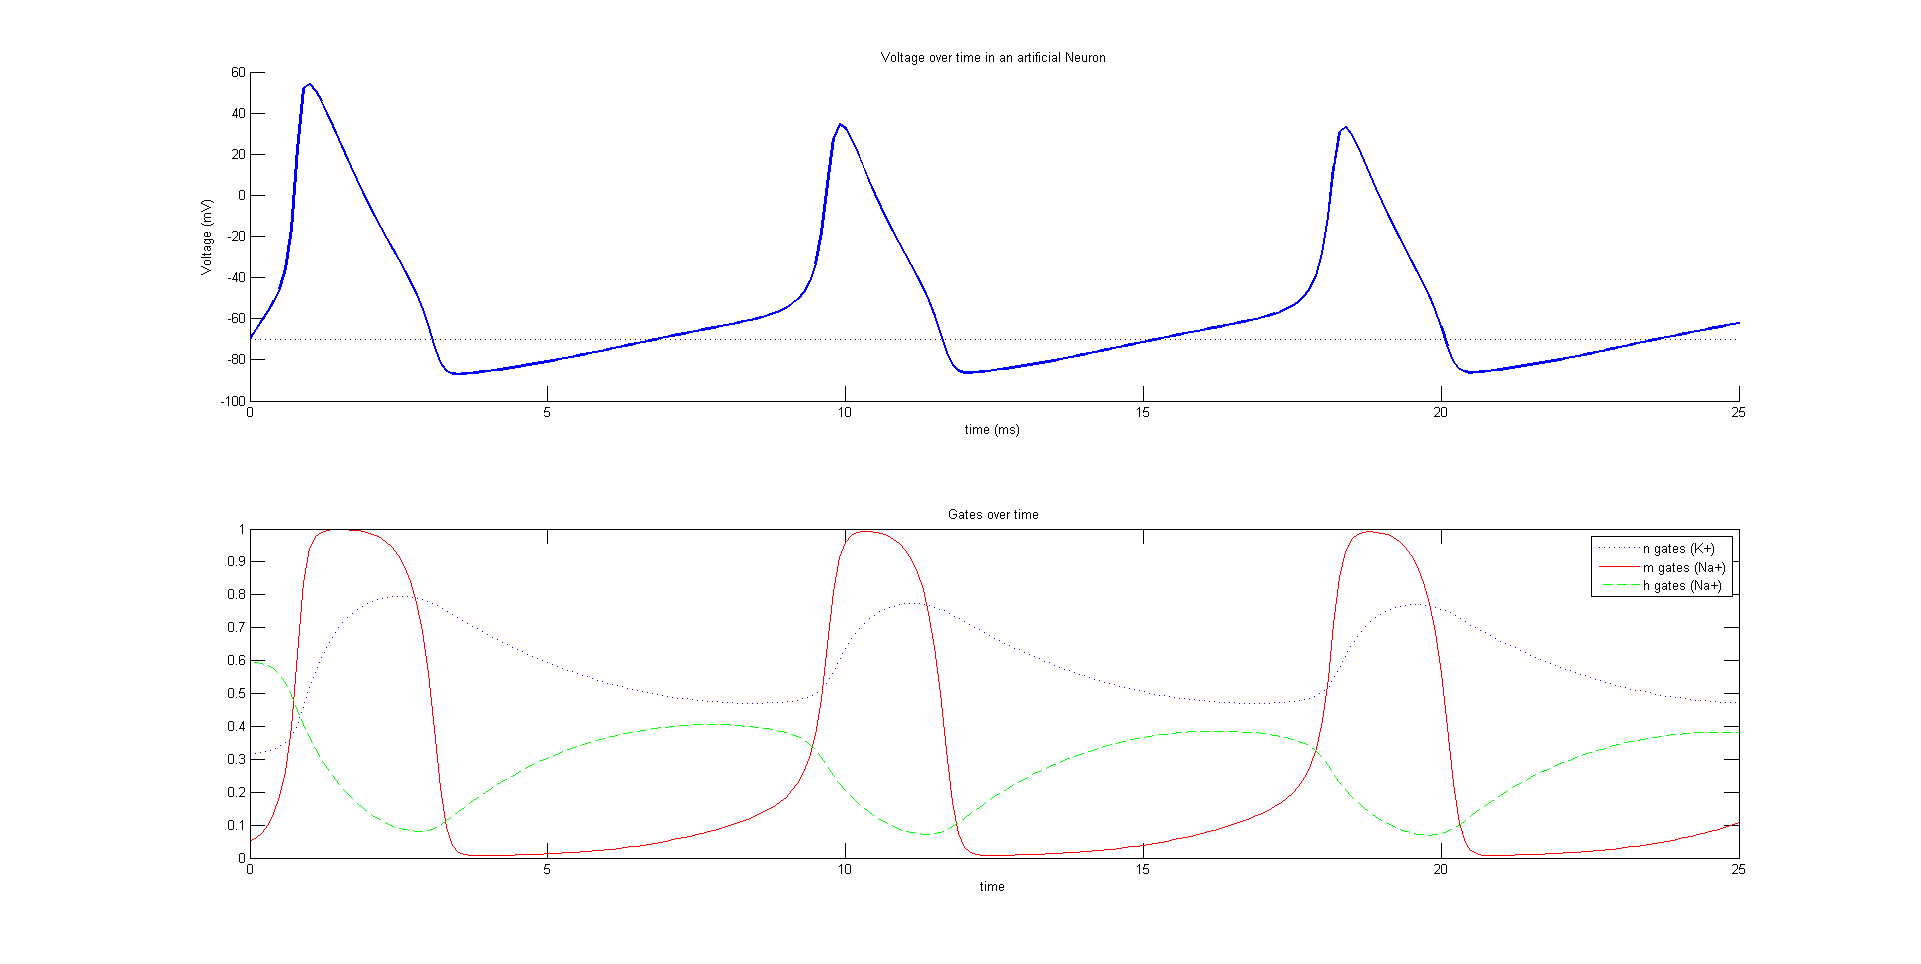 Voltage over time in an artificial Neuron
60
40
20
0
-20
-40
-60
-80
-100
Voltage (mV)
0 5 10 15 20 25
time (ms)
Gates over time
1
0.9
0.8
0.7
0.6
0.5
0.4
0.3
0.2
0.1
0
n gates (K+)
m gates (Na+)
h gates (Na+)
0 5 10 15 20 25
time